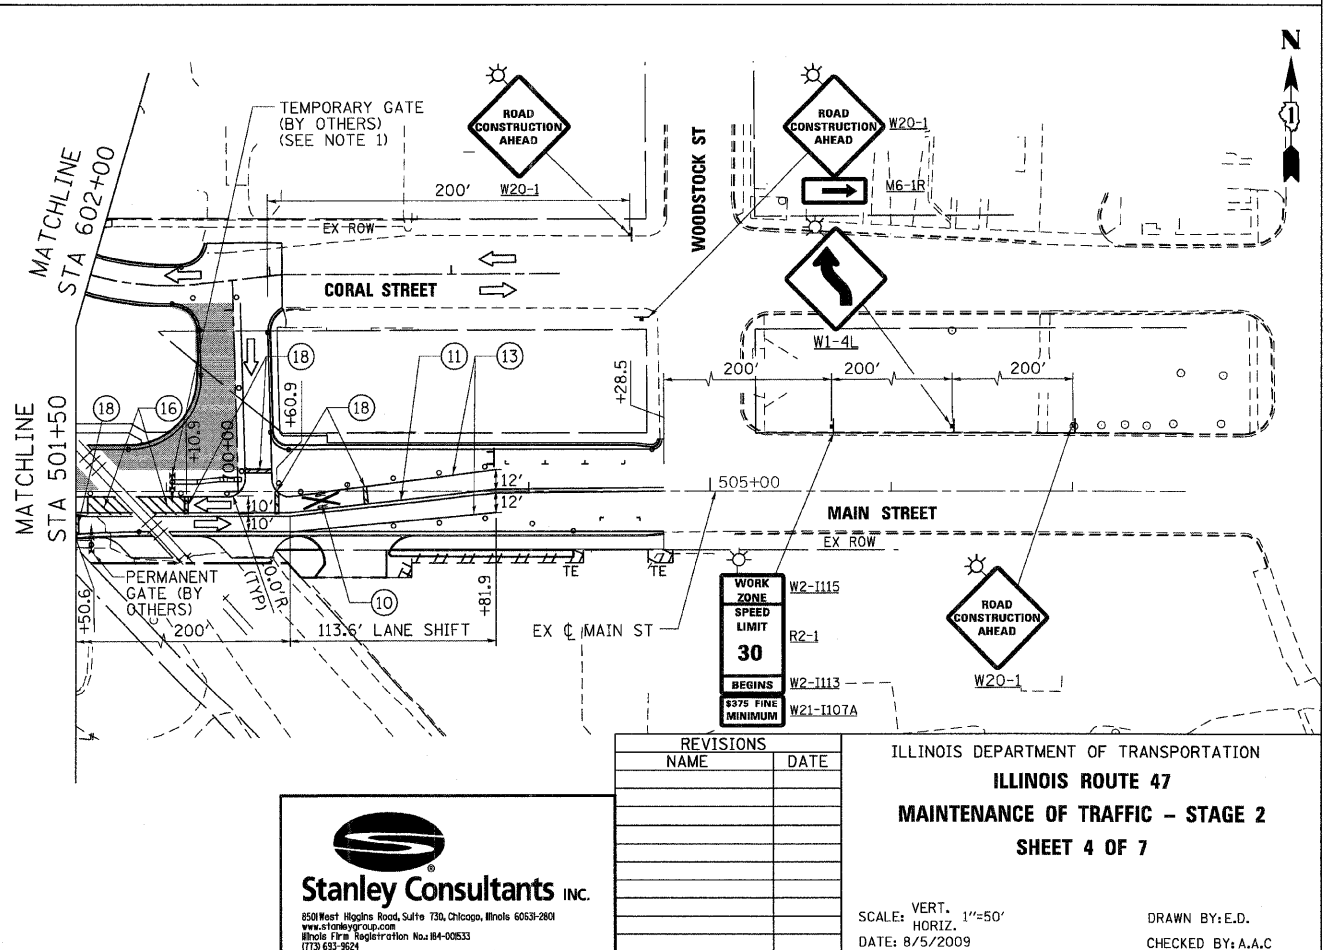 N
1
TEMPORARY GATE
(BY OTHERS)
(SEE NOTE 1)
ROAD
CONSTRUCTION
AHEAD
W20-1
ROAD
CONSTRUCTION
AHEAD
W20-1
M6-1R
WOODSTOCK ST
MATCHLINE
STA 602+00
200'
EX ROW
CORAL STREET
W1-4L
18
11
13
200'
200'
200'
+28.5
+60.9
MATCHLINE
STA 501+50
18
16
18
+10.9
12'
12'
505+00
10'
10'
MAIN STREET
EX ROW
PERMANENT
GATE (BY
OTHERS)
(TYP)
TE
TE
10
+50.6
200'
113.6' LANE SHIFT
+81.9
EX ℄ MAIN ST
WORK
ZONE
W2-I115
SPEED
LIMIT
30
R2-1
BEGINS
W2-I113
$375 FINE
MINIMUM
W21-I107A
ROAD
CONSTRUCTION
AHEAD
W20-1
REVISIONS
NAME DATE
ILLINOIS DEPARTMENT OF TRANSPORTATION
ILLINOIS ROUTE 47
MAINTENANCE OF TRAFFIC – STAGE 2
SHEET 4 OF 7
SCALE: VERT. 1"=50'
HORIZ.
DATE: 8/5/2009
DRAWN BY: E.D.
CHECKED BY: A.A.C
®
Stanley Consultants INC.
8501 West Higgins Road, Suite 730, Chicago, Illinois 60631-2801
www.stanleygroup.com
Illinois Firm Registration No.: 184-001533
(773) 693-9624